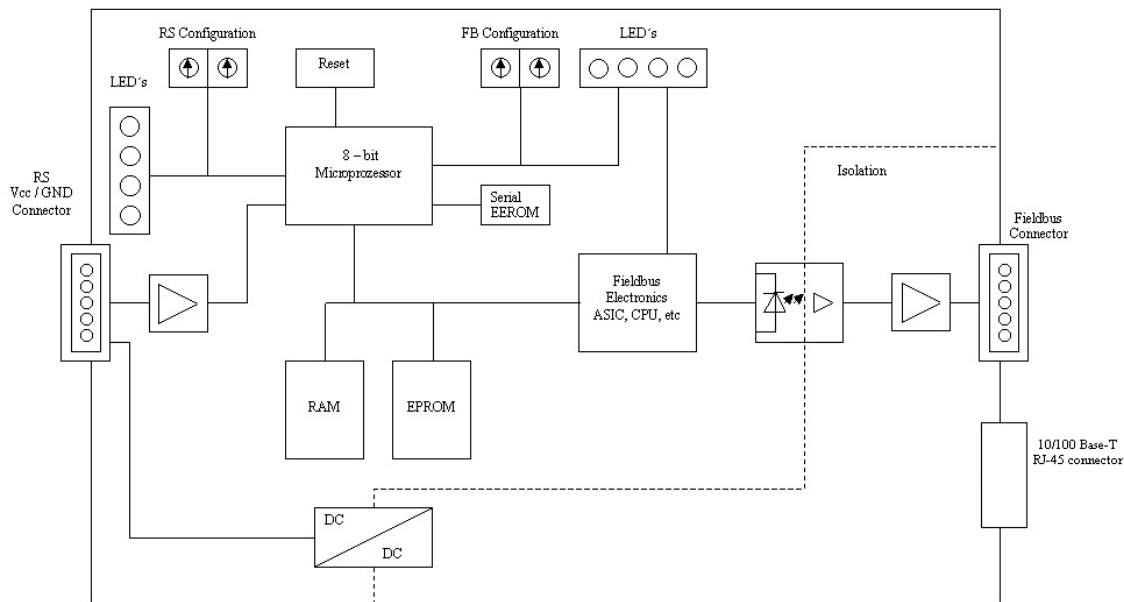 RS Configuration
FB Configuration
LED´s
Reset
LED´s
8 – bit
Microprozessor
Isolation
RS
Vcc / GND
Connector
Serial
EEROM
Fieldbus
Connector
Fieldbus
Electronics
ASIC, CPU, etc
RAM
EPROM
10/100 Base-T
RJ-45 connector
DC
DC